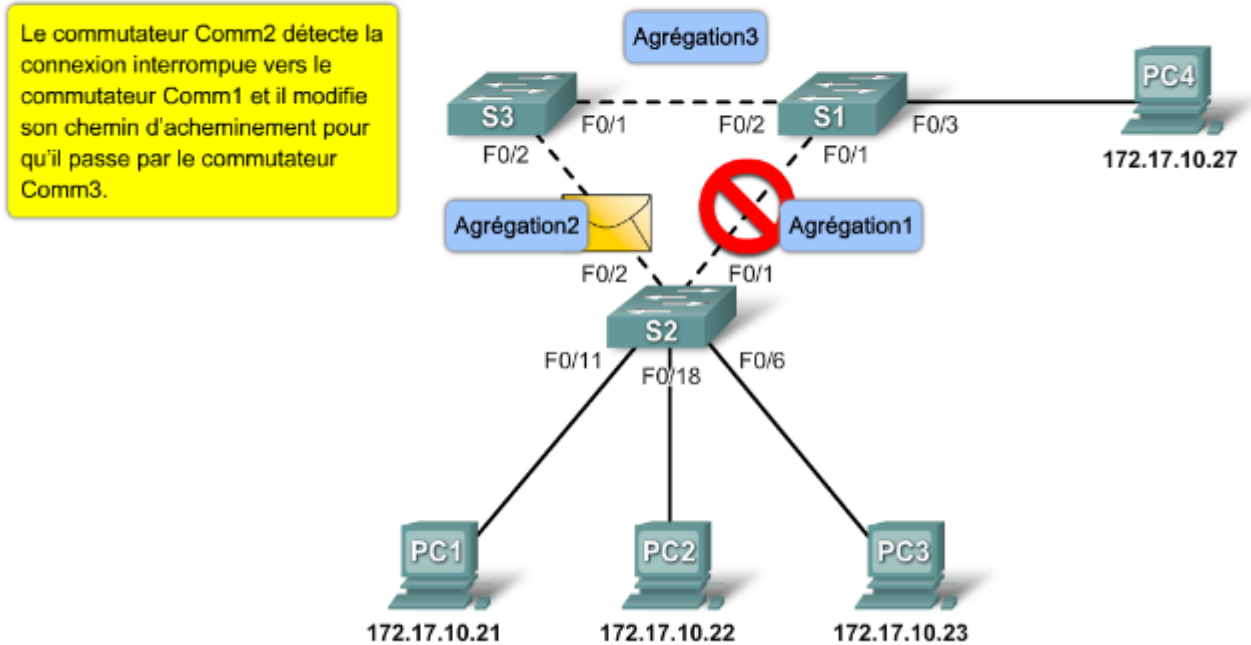 Le commutateur Comm2 détecte la
connexion interrompue vers le
commutateur Comm1 et il modifie
son chemin d'acheminement pour
qu'il passe par le commutateur
Comm3.
Agrégation3
S3
F0/1
F0/2
S1
F0/3
PC4
F0/2
F0/1
172.17.10.27
Agrégation2
Agrégation1
F0/2
F0/1
S2
F0/11
F0/18
F0/6
PC1
PC2
PC3
172.17.10.21
172.17.10.22
172.17.10.23